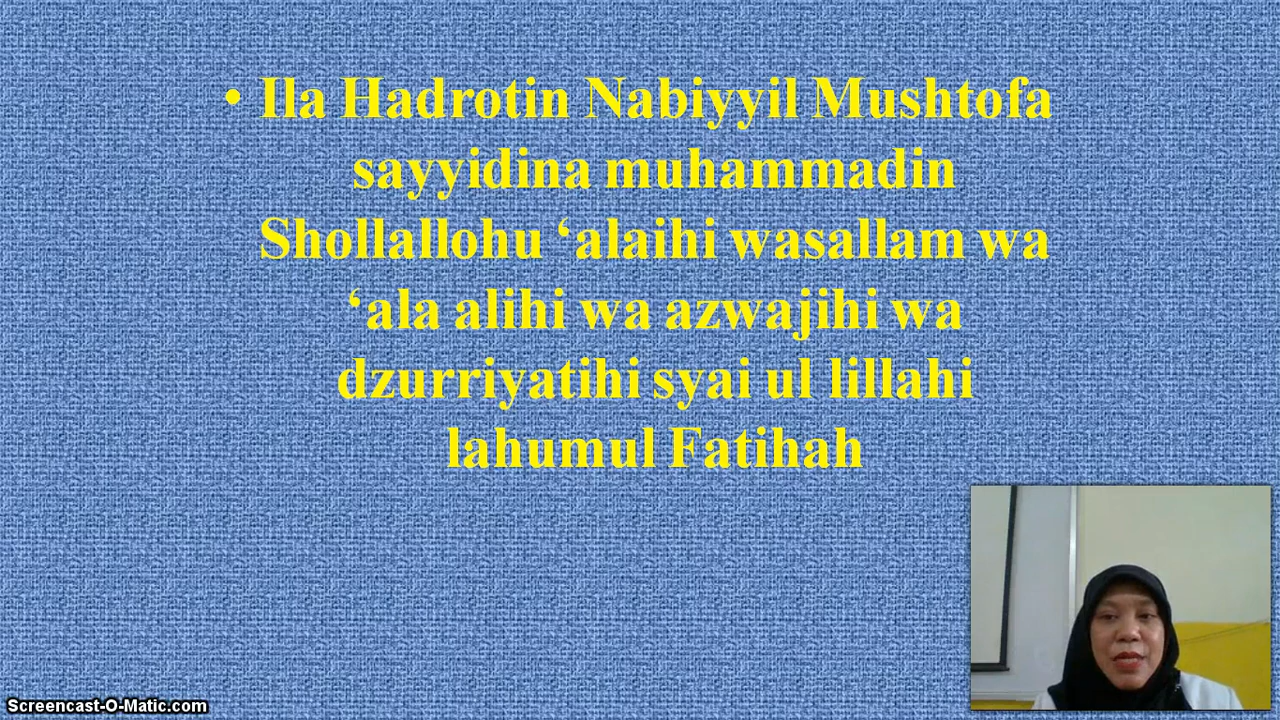 • Ila Hadrotin Nabiyyil Mushtofa
sayyidina muhammadin
Shollallohu ‘alaihi wasallam wa
‘ala alihi wa azwajihi wa
dzurriyatihi syai ul lillahi
lahumul Fatihah
Screencast-O-Matic.com